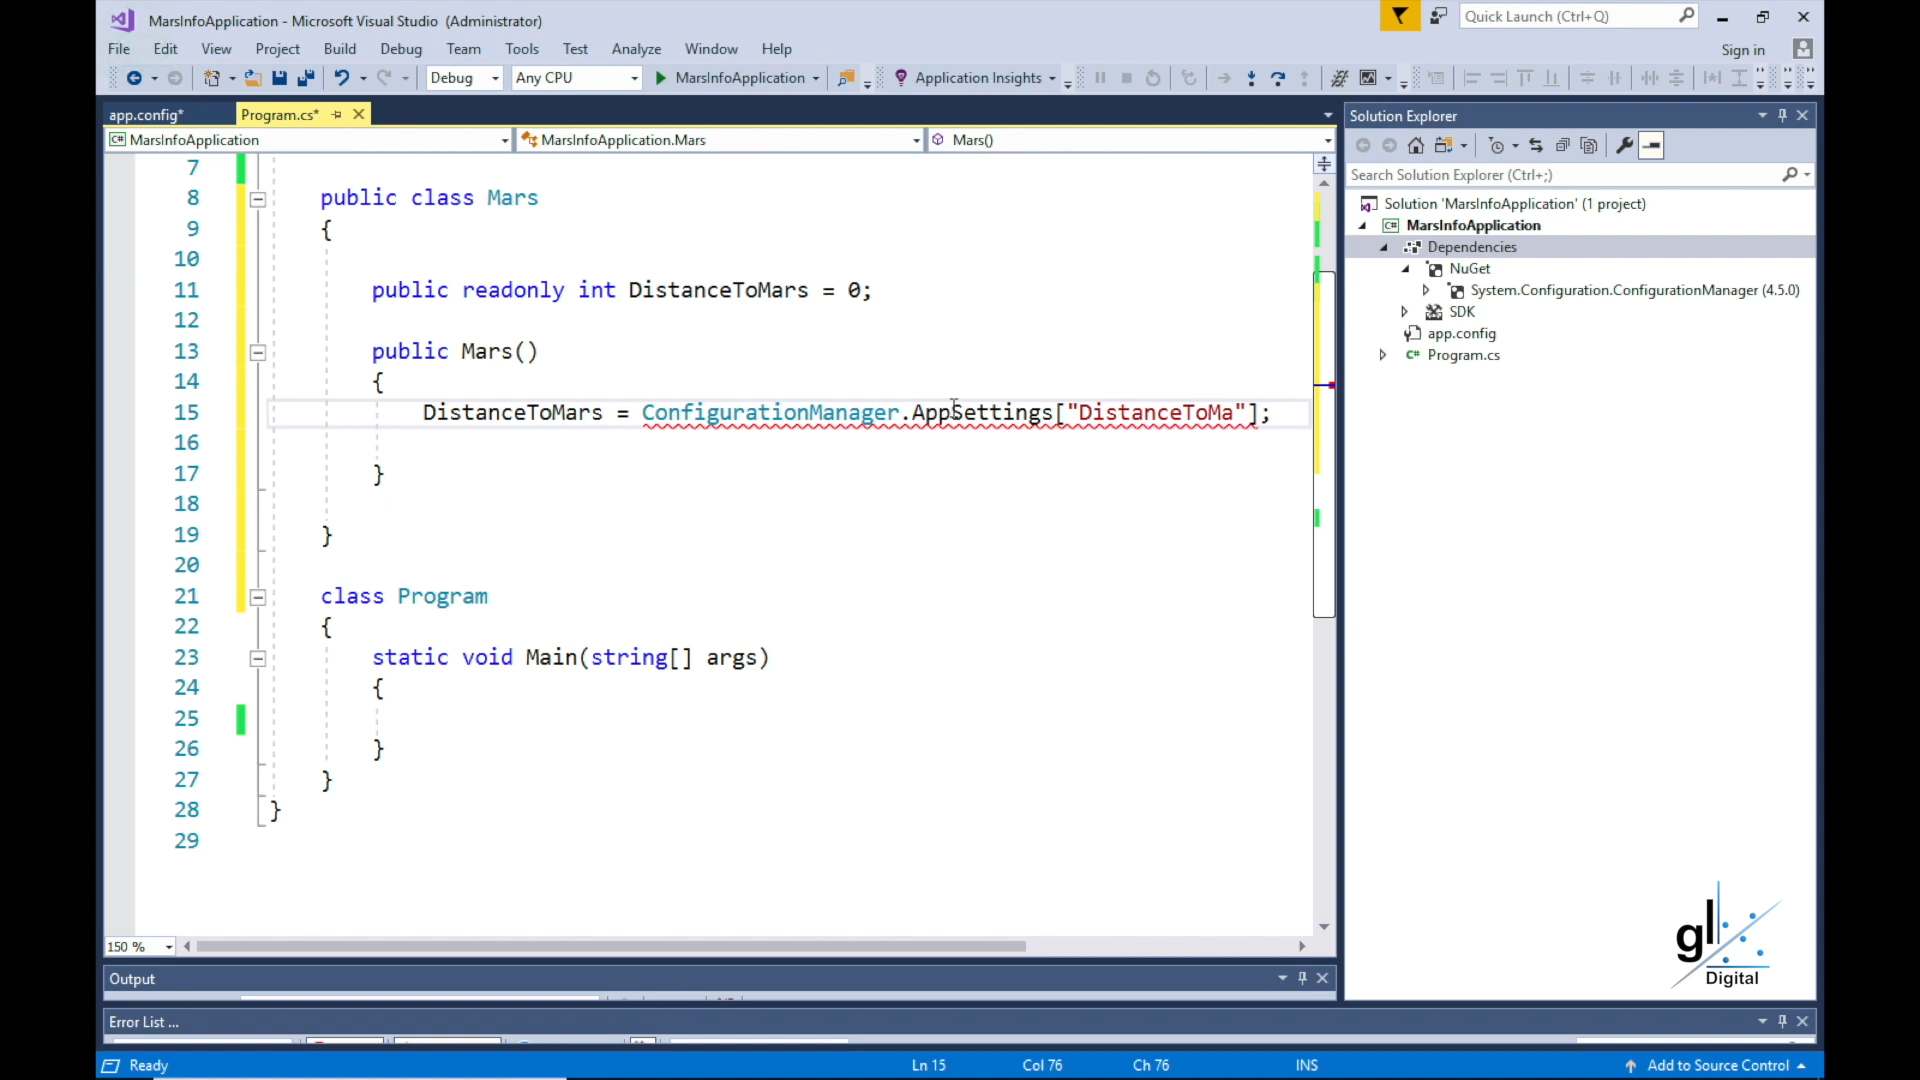 MarsInfoApplication - Microsoft Visual Studio (Administrator)
Quick Launch (Ctrl+Q)
File Edit View Project Build Debug Team Tools Test Analyze Window Help
Sign in
Debug Any CPU MarsInfoApplication Application Insights
app.config* Program.cs*
MarsInfoApplication MarsInfoApplication.Mars Mars()
7
8 public class Mars
9 {
10
11 public readonly int DistanceToMars = 0;
12
13 public Mars()
14 {
15 DistanceToMars = ConfigurationManager.AppSettings["DistanceToMa"];
16
17 }
18
19 }
20
21 class Program
22 {
23 static void Main(string[] args)
24 {
25
26 }
27 }
28 }
29
150 %
Solution Explorer
Search Solution Explorer (Ctrl+;)
Solution 'MarsInfoApplication' (1 project)
C# MarsInfoApplication
Dependencies
NuGet
System.Configuration.ConfigurationManager (4.5.0)
SDK
app.config
C# Program.cs
gl
Digital
Output
Error List ...
Ready Ln 15 Col 76 Ch 76 INS Add to Source Control